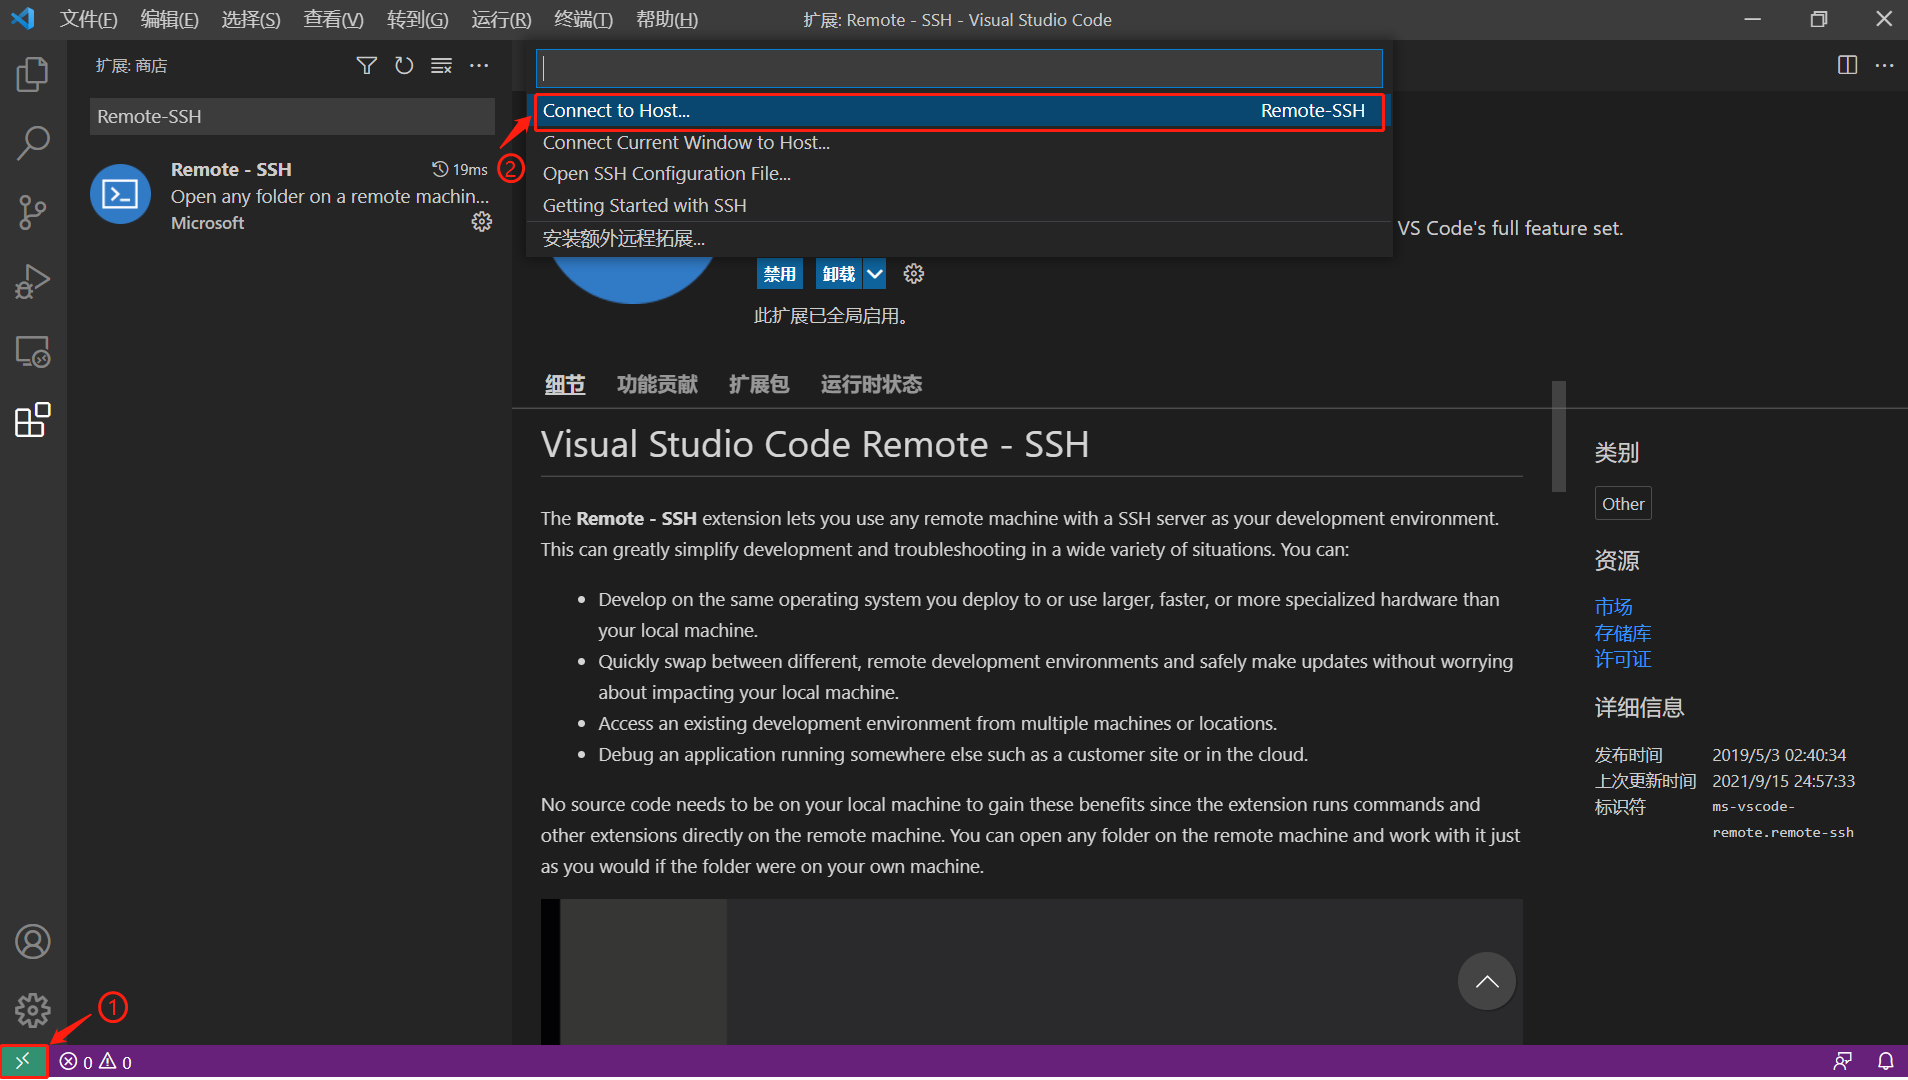 文件(F) 编辑(E) 选择(S) 查看(V) 转到(G) 运行(R) 终端(T) 帮助(H) 扩展: Remote - SSH - Visual Studio Code
扩展: 商店
Remote-SSH
Remote - SSH 19ms
Open any folder on a remote machin...
Microsoft
Connect to Host... Remote-SSH
②
Connect Current Window to Host...
Open SSH Configuration File...
Getting Started with SSH
安装额外远程拓展...
VS Code's full feature set.
禁用 卸载
此扩展已全局启用。
细节 功能贡献 扩展包 运行时状态
Visual Studio Code Remote - SSH
The Remote - SSH extension lets you use any remote machine with a SSH server as your development environment.
This can greatly simplify development and troubleshooting in a wide variety of situations. You can:
• Develop on the same operating system you deploy to or use larger, faster, or more specialized hardware than
your local machine.
• Quickly swap between different, remote development environments and safely make updates without worrying
about impacting your local machine.
• Access an existing development environment from multiple machines or locations.
• Debug an application running somewhere else such as a customer site or in the cloud.
No source code needs to be on your local machine to gain these benefits since the extension runs commands and
other extensions directly on the remote machine. You can open any folder on the remote machine and work with it just
as you would if the folder were on your own machine.
类别
Other
资源
市场
存储库
许可证
详细信息
发布时间 2019/5/3 02:40:34
上次更新时间 2021/9/15 24:57:33
标识符 ms-vscode-
remote.remote-ssh
①
0 0